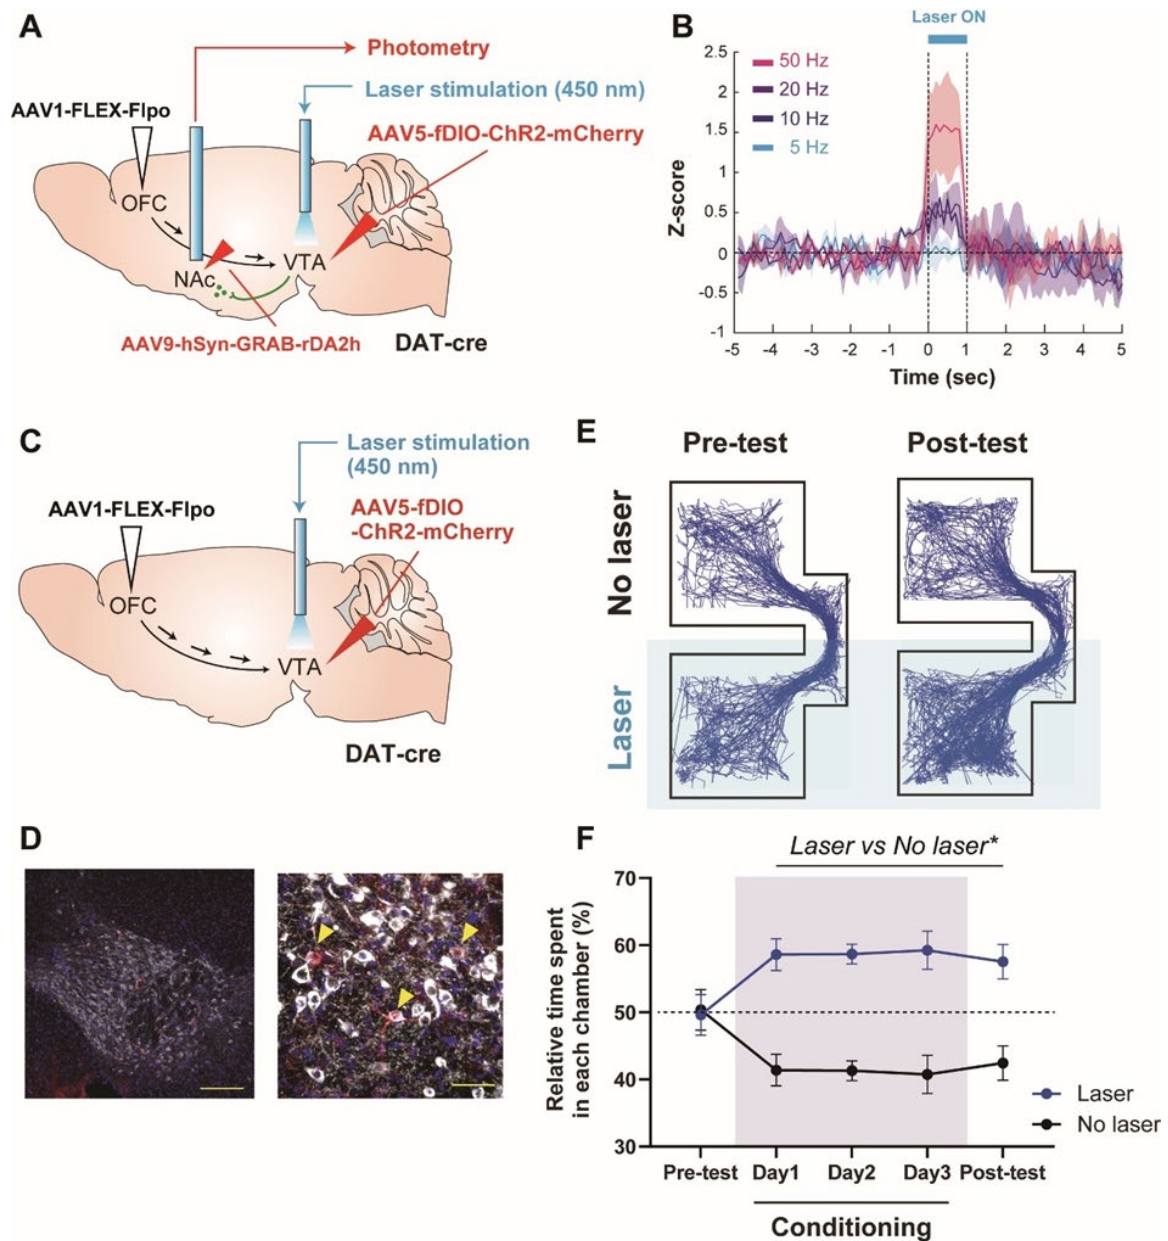 A
Photometry
Laser stimulation (450 nm)
AAV1-FLEX-Flpo
AAV5-fDIO-ChR2-mCherry
OFC
NAc
VTA
AAV9-hSyn-GRAB-rDA2h
DAT-cre
B
Laser ON
50 Hz
20 Hz
10 Hz
5 Hz
Z-score
2.5
2
1.5
1
0.5
0
-0.5
-1
-5 -4 -3 -2 -1 0 1 2 3 4 5
Time (sec)
C
Laser stimulation
(450 nm)
AAV1-FLEX-Flpo
AAV5-fDIO
-ChR2-mCherry
OFC
VTA
DAT-cre
E
Pre-test
Post-test
No laser
Laser
D
F
Laser vs No laser*
Relative time spent
in each chamber (%)
70
60
50
40
30
Laser
No laser
Pre-test Day1 Day2 Day3 Post-test
Conditioning